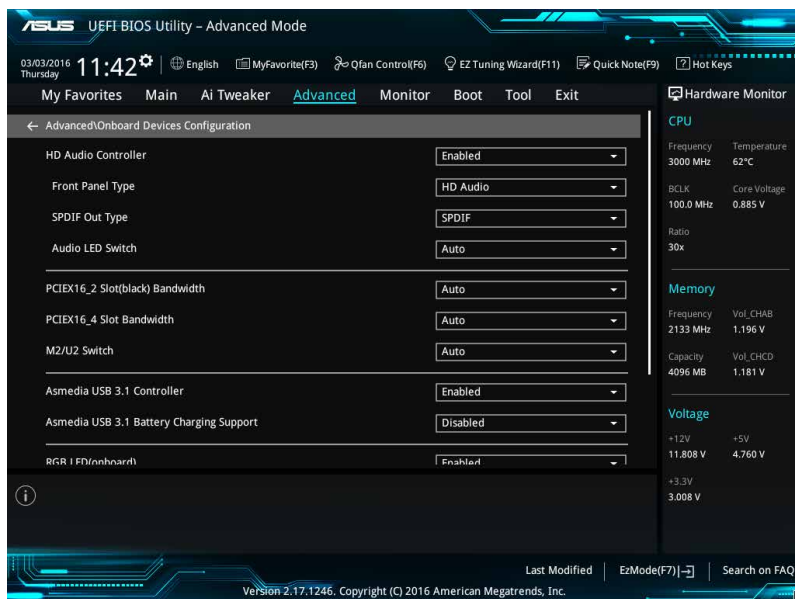 ASUS UEFI BIOS Utility – Advanced Mode
03/03/2016 Thursday 11:42 English MyFavorite(F3) Qfan Control(F6) EZ Tuning Wizard(F11) Quick Note(F9) ? Hot Keys
My Favorites Main Ai Tweaker Advanced Monitor Boot Tool Exit
← Advanced\Onboard Devices Configuration
HD Audio Controller Enabled
Front Panel Type HD Audio
SPDIF Out Type SPDIF
Audio LED Switch Auto
PCIEX16_2 Slot(black) Bandwidth Auto
PCIEX16_4 Slot Bandwidth Auto
M2/U2 Switch Auto
Asmedia USB 3.1 Controller Enabled
Asmedia USB 3.1 Battery Charging Support Disabled
RGB LED(onboard) Enabled
i
Hardware Monitor
CPU
Frequency Temperature
3000 MHz 62°C
BCLK Core Voltage
100.0 MHz 0.885 V
Ratio
30x
Memory
Frequency Vol_CHAB
2133 MHz 1.196 V
Capacity Vol_CHCD
4096 MB 1.181 V
Voltage
+12V +5V
11.808 V 4.760 V
+3.3V
3.008 V
Last Modified EzMode(F7) Search on FAQ
Version 2.17.1246. Copyright (C) 2016 American Megatrends, Inc.